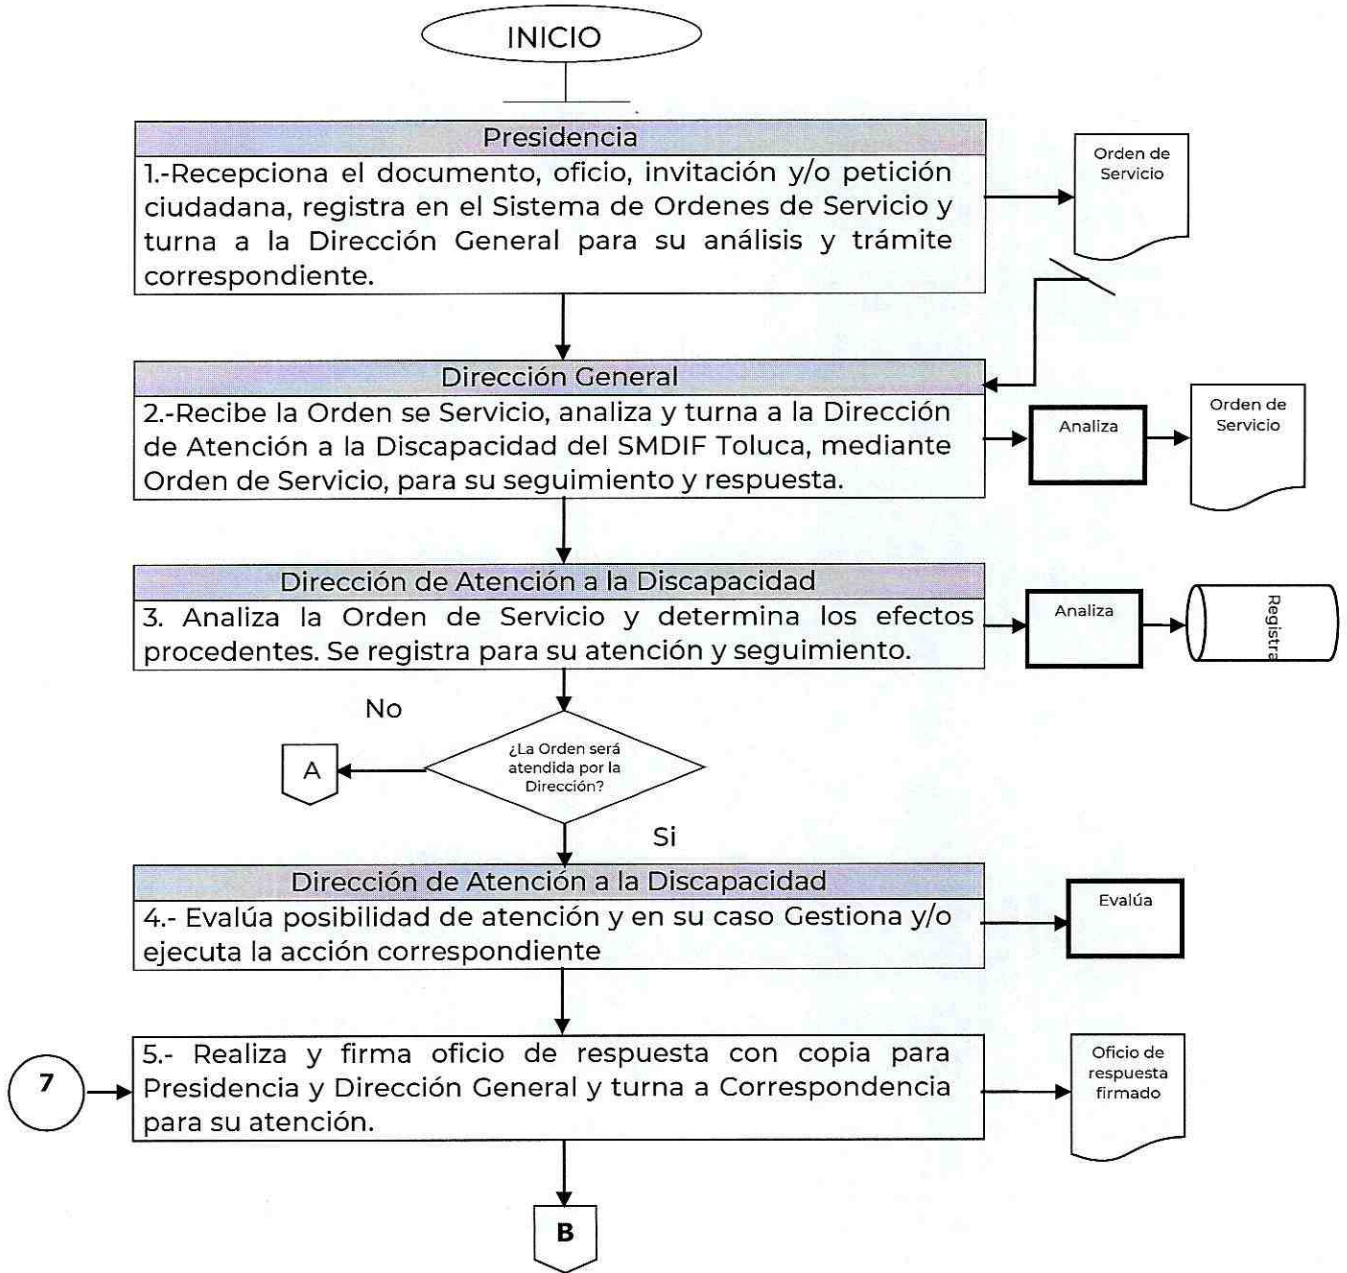 INICIO
Presidencia
1.-Recepciona el documento, oficio, invitación y/o petición
ciudadana, registra en el Sistema de Ordenes de Servicio y
turna a la Dirección General para su análisis y trámite
correspondiente.
Orden de
Servicio
Dirección General
2.-Recibe la Orden se Servicio, analiza y turna a la Dirección
de Atención a la Discapacidad del SMDIF Toluca, mediante
Orden de Servicio, para su seguimiento y respuesta.
Analiza
Orden de
Servicio
Dirección de Atención a la Discapacidad
3. Analiza la Orden de Servicio y determina los efectos
procedentes. Se registra para su atención y seguimiento.
Analiza
Registra
No
¿La Orden será
atendida por la
Dirección?
A
Si
Dirección de Atención a la Discapacidad
4.- Evalúa posibilidad de atención y en su caso Gestiona y/o
ejecuta la acción correspondiente
Evalúa
7
5.- Realiza y firma oficio de respuesta con copia para
Presidencia y Dirección General y turna a Correspondencia
para su atención.
Oficio de
respuesta
firmado
B